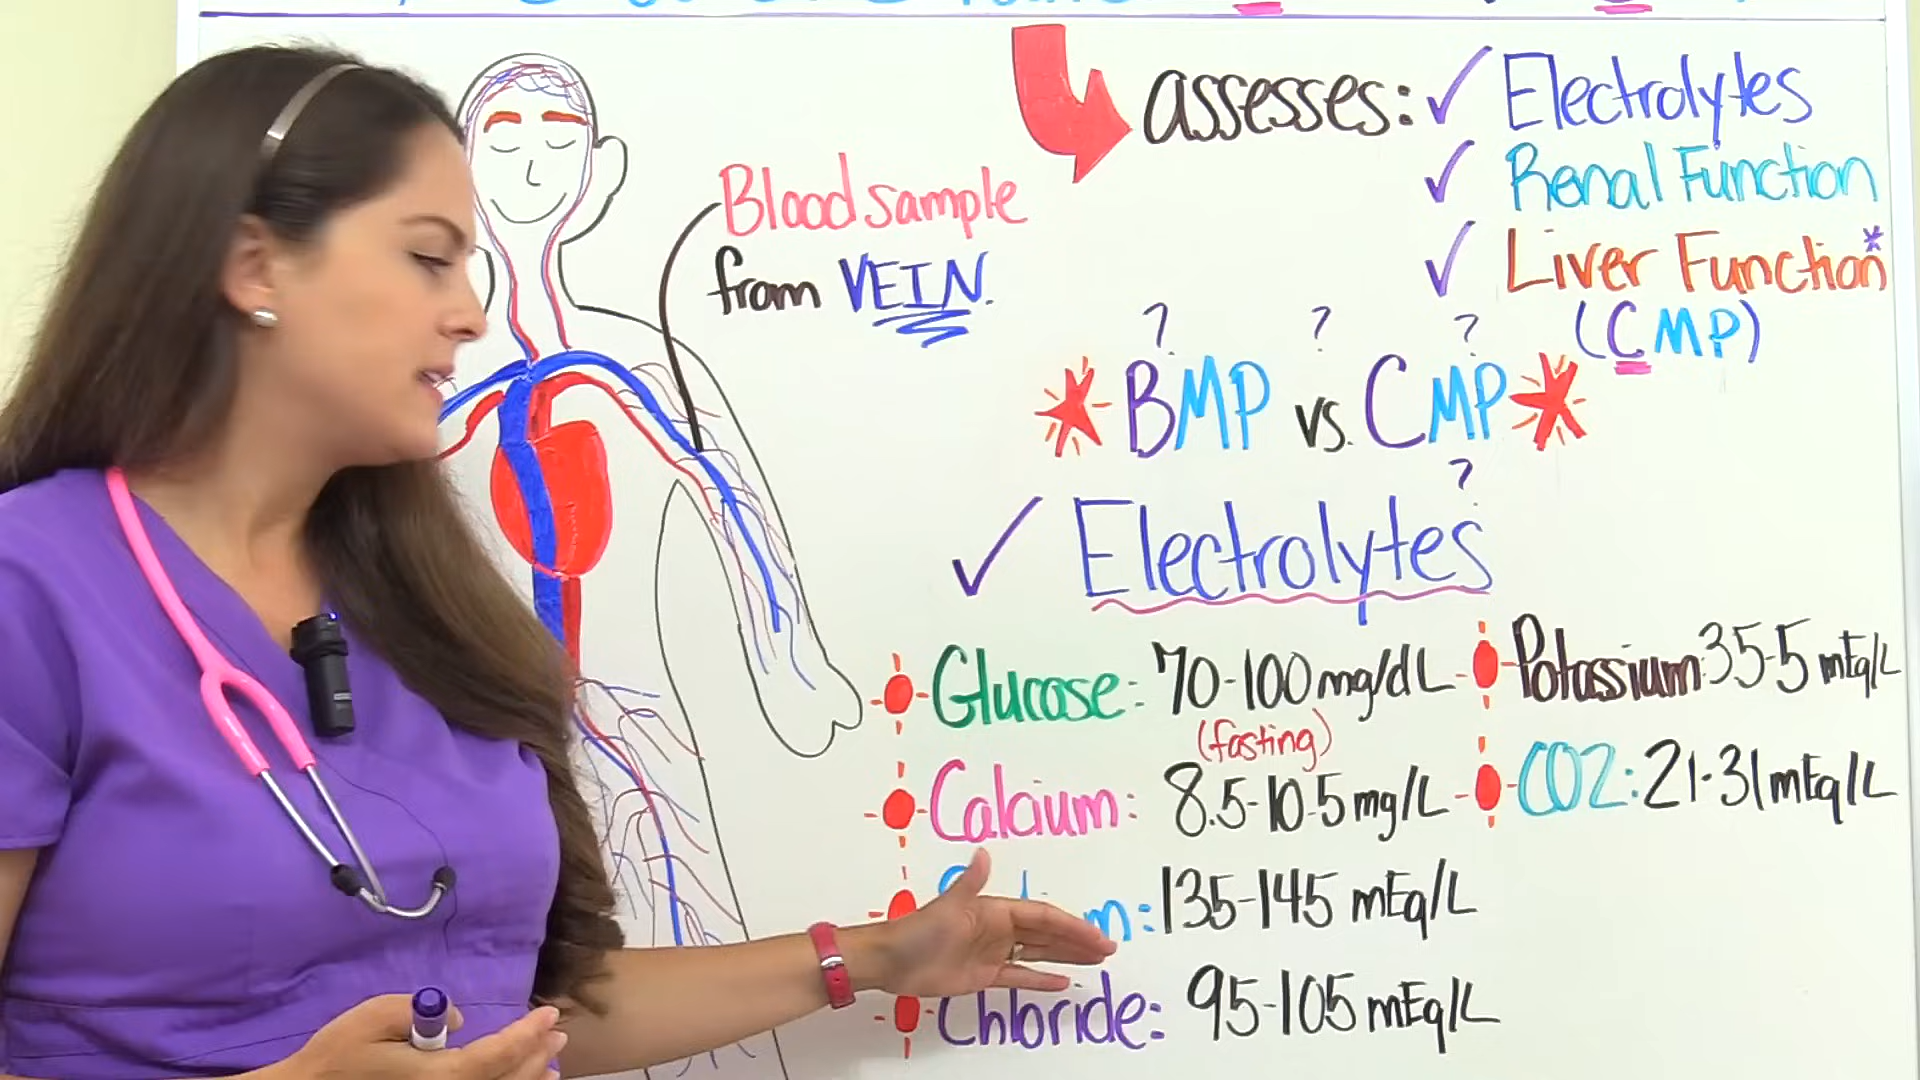 assesses: ✓ Electrolytes
✓ Renal Function
✓ Liver Function*
(CMP)
Blood sample
from VEIN.
? ? ?
BMP vs. CMP
?
✓ Electrolytes
Glucose: 70-100 mg/dL
(fasting)
Calcium: 8.5-10.5 mg/L
m: 135-145 mEq/L
Chloride: 95-105 mEq/L
Potassium: 3.5-5 mEq/L
CO2: 21-31 mEq/L